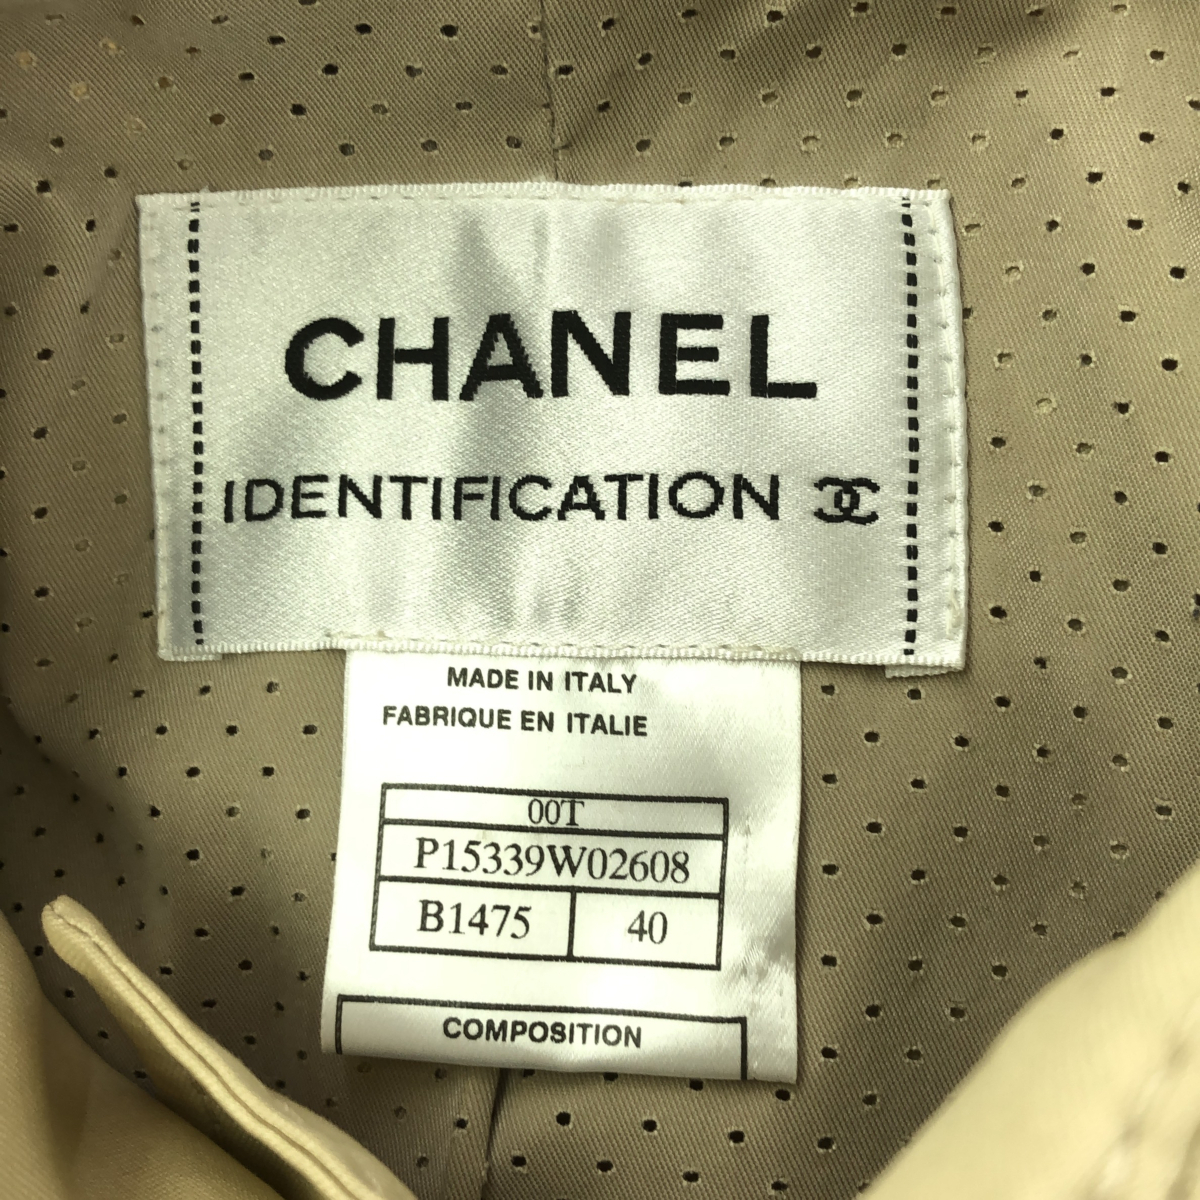 CHANEL
IDENTIFICATION
MADE IN ITALY
FABRIQUE EN ITALIE
00T
P15339W02608
B1475 40
COMPOSITION